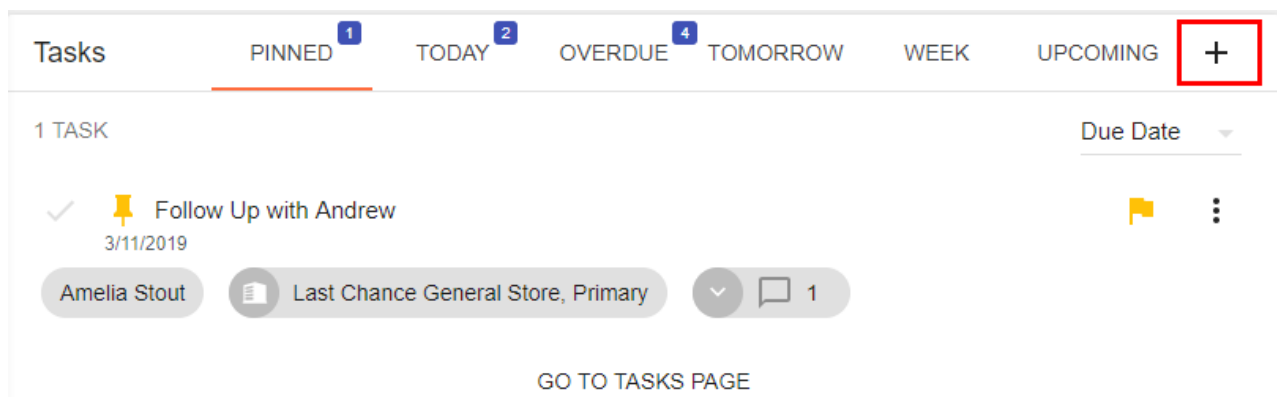 Tasks PINNED 1 TODAY 2 OVERDUE 4 TOMORROW WEEK UPCOMING +
1 TASK Due Date
Follow Up with Andrew
3/11/2019
Amelia Stout Last Chance General Store, Primary 1
GO TO TASKS PAGE